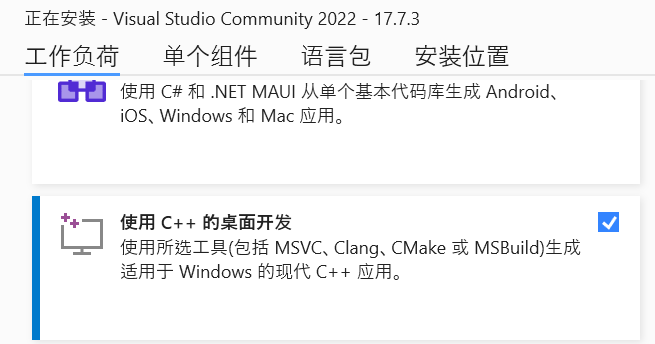 正在安装 - Visual Studio Community 2022 - 17.7.3
工作负荷 单个组件 语言包 安装位置
使用 C# 和 .NET MAUI 从单个基本代码库生成 Android、
iOS、Windows 和 Mac 应用。
使用 C++ 的桌面开发
使用所选工具(包括 MSVC、Clang、CMake 或 MSBuild)生成
适用于 Windows 的现代 C++ 应用。